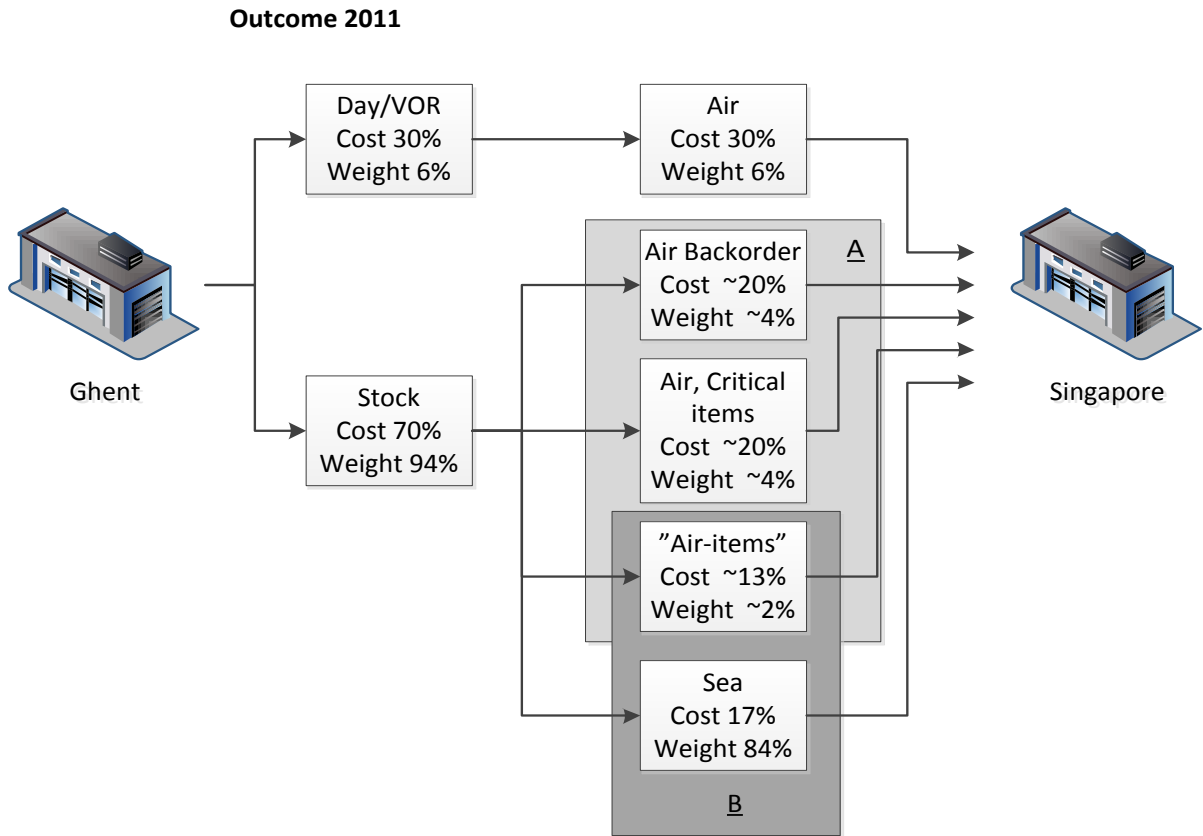 Outcome 2011
Day/VOR
Cost 30%
Weight 6%
Air
Cost 30%
Weight 6%
Air Backorder
Cost ~20%
Weight ~4%
A
Ghent
Stock
Cost 70%
Weight 94%
Air, Critical
items
Cost ~20%
Weight ~4%
Singapore
”Air-items”
Cost ~13%
Weight ~2%
Sea
Cost 17%
Weight 84%
B